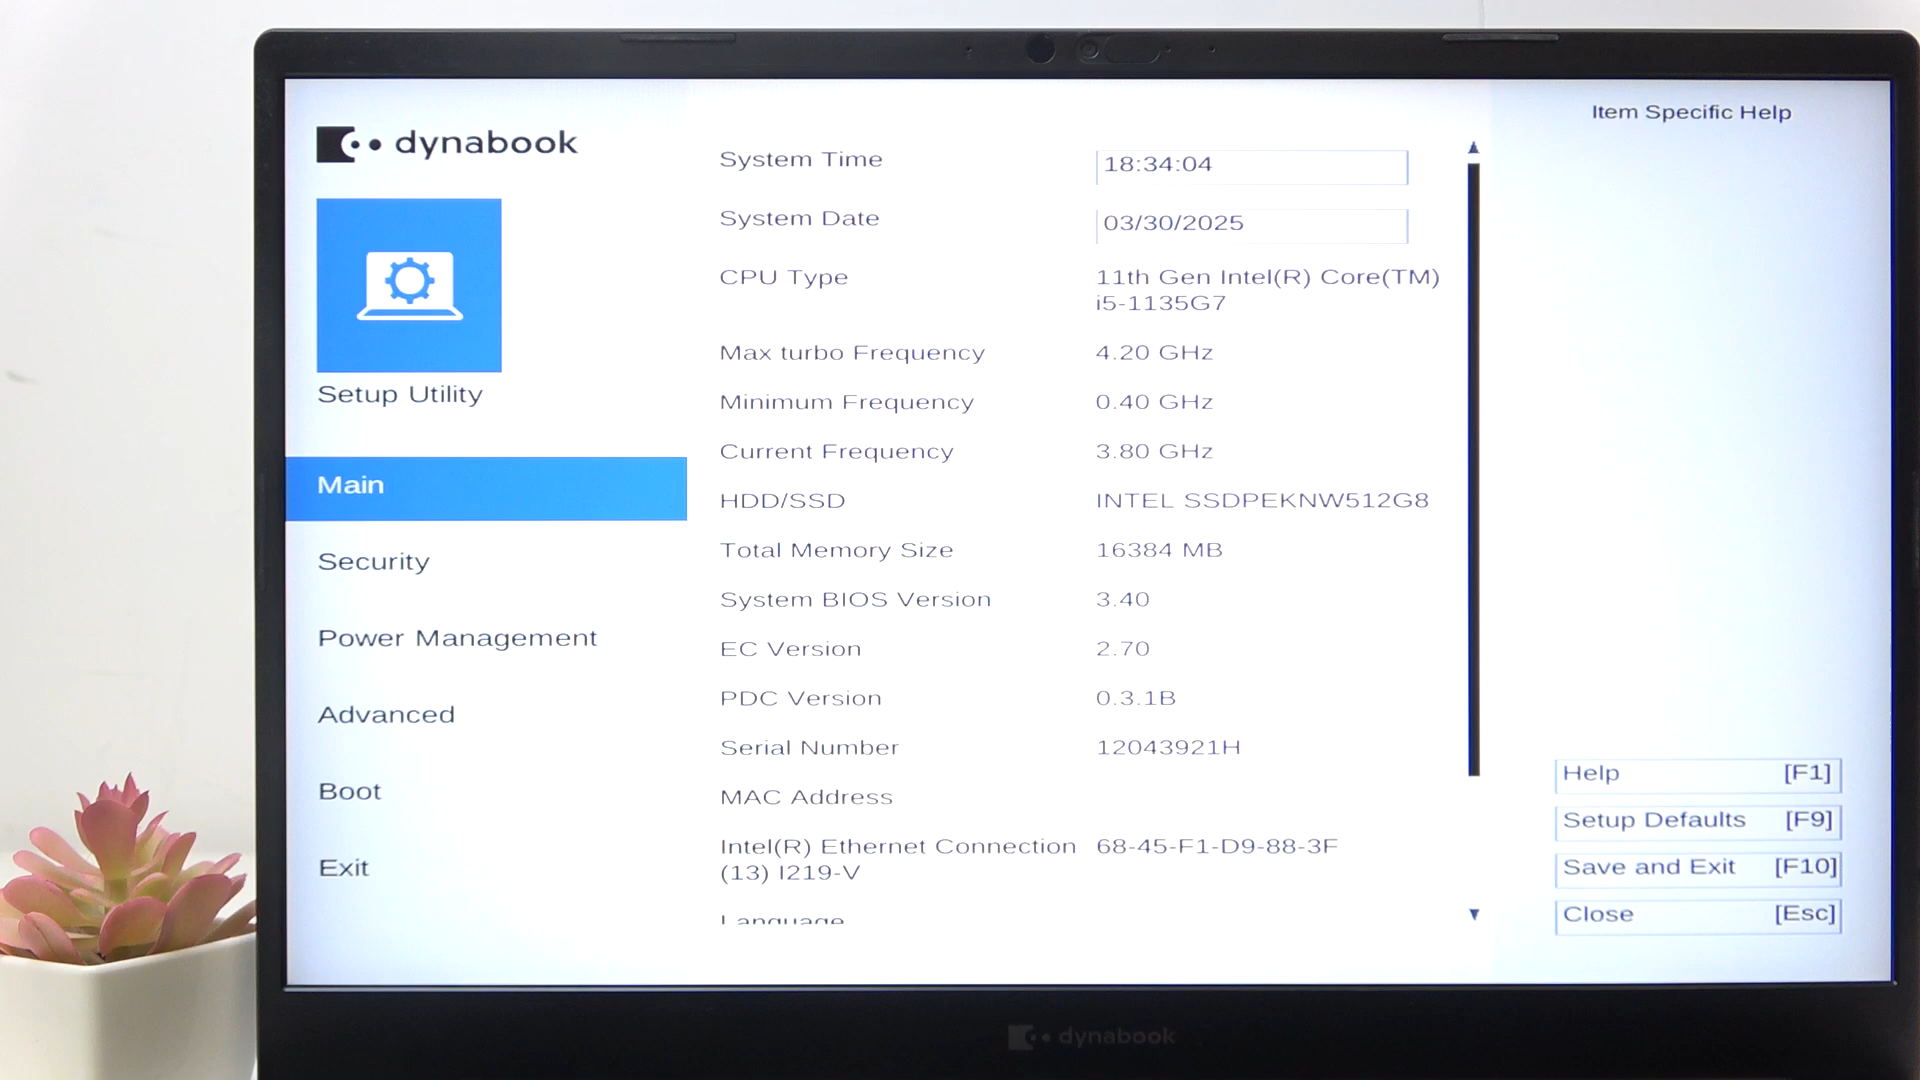 dynabook
Setup Utility
Main
Security
Power Management
Advanced
Boot
Exit
System Time 18:34:04
System Date 03/30/2025
CPU Type 11th Gen Intel(R) Core(TM)
i5-1135G7
Max turbo Frequency 4.20 GHz
Minimum Frequency 0.40 GHz
Current Frequency 3.80 GHz
HDD/SSD INTEL SSDPEKNW512G8
Total Memory Size 16384 MB
System BIOS Version 3.40
EC Version 2.70
PDC Version 0.3.1B
Serial Number 12043921H
MAC Address
Intel(R) Ethernet Connection 68-45-F1-D9-88-3F
(13) I219-V
Language
Item Specific Help
Help [F1]
Setup Defaults [F9]
Save and Exit [F10]
Close [Esc]
dynabook